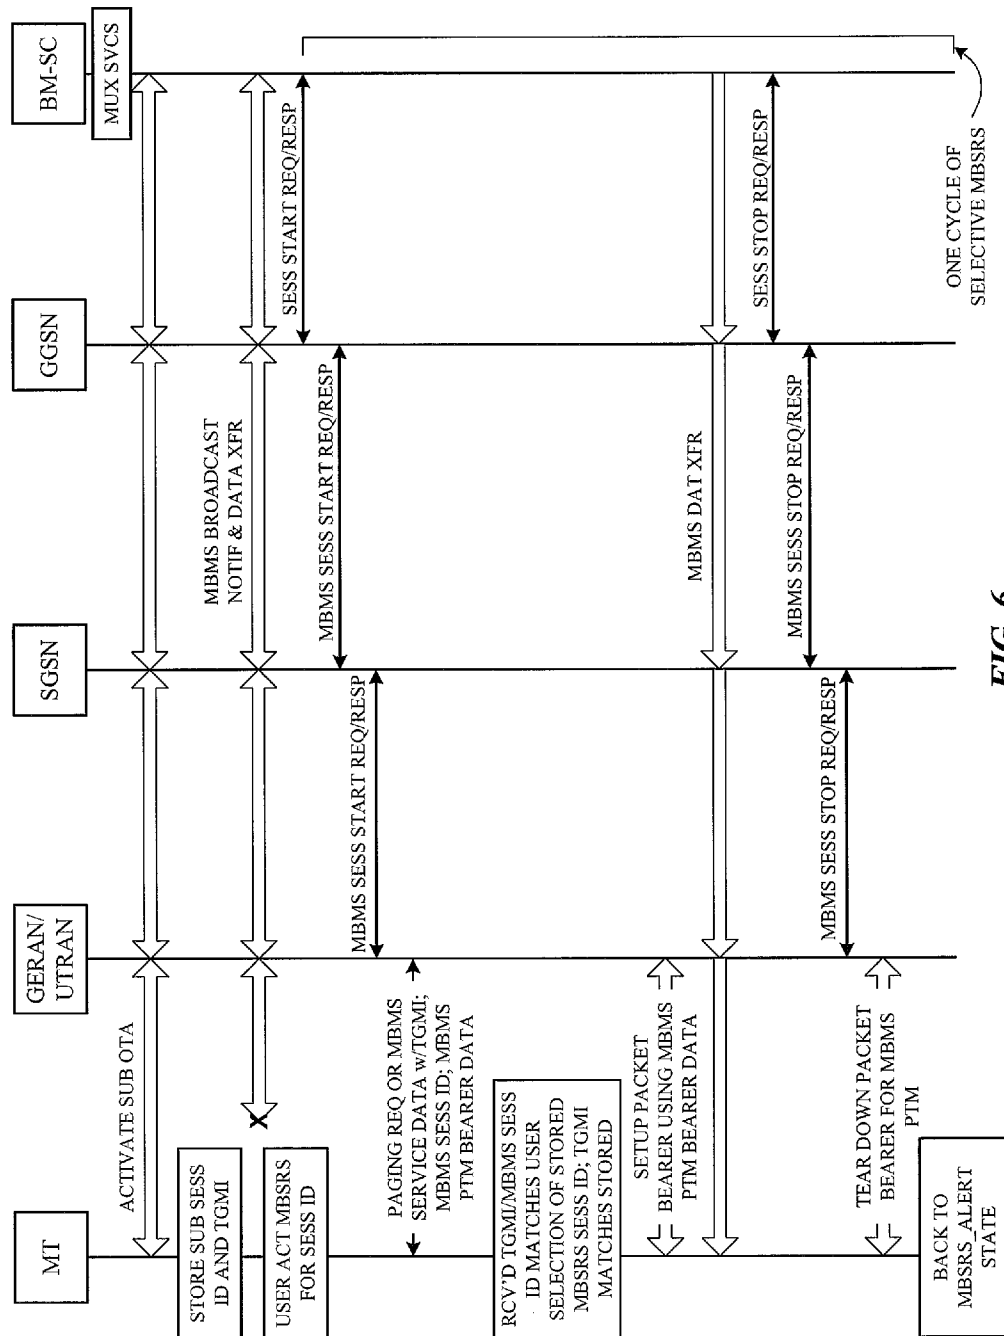 MT
GERAN/
UTRAN
SGSN
GGSN
BM-SC
MUX SVCS
ACTIVATE SUB OTA
STORE SUB SESS
ID AND TGMI
MBMS BROADCAST
NOTIF & DATA XFR
X
USER ACT MBSRS
FOR SESS ID
SESS START REQ/RESP
MBMS SESS START REQ/RESP
MBMS SESS START REQ/RESP
PAGING REQ OR MBMS
SERVICE DATA w/TGMI;
MBMS SESS ID; MBMS
PTM BEARER DATA
RCV'D TGMI/MBMS SESS
ID MATCHES USER
SELECTION OF STORED
MBSRS SESS ID; TGMI
MATCHES STORED
SETUP PACKET
BEARER USING MBMS
PTM BEARER DATA
MBMS DAT XFR
SESS STOP REQ/RESP
MBMS SESS STOP REQ/RESP
MBMS SESS STOP REQ/RESP
TEAR DOWN PACKET
BEARER FOR MBMS
PTM
BACK TO
MBSRS_ALERT
STATE
ONE CYCLE OF
SELECTIVE MBSRS
FIG. 6